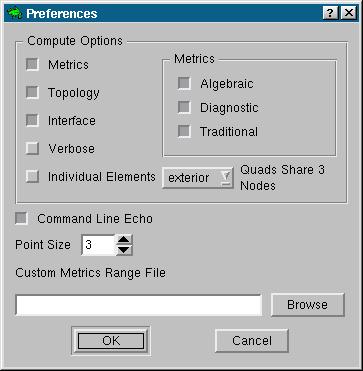 Preferences
Compute Options
Metrics
Topology
Interface
Verbose
Individual Elements
Metrics
Algebraic
Diagnostic
Traditional
exterior
Quads Share 3
Nodes
Command Line Echo
Point Size 3
Custom Metrics Range File
Browse
OK Cancel